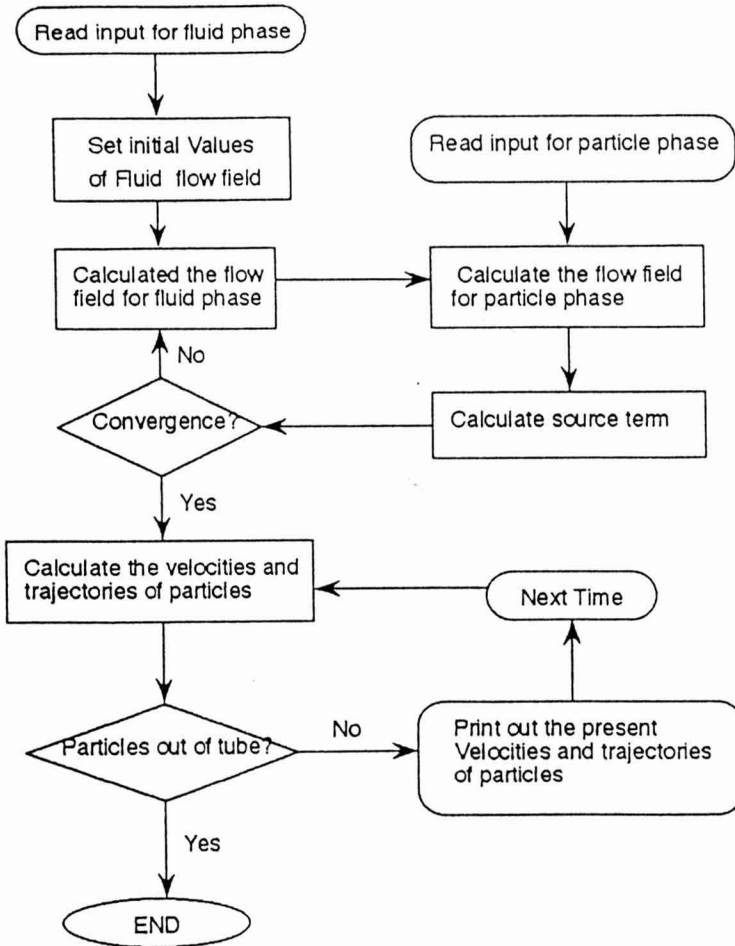 Read input for fluid phase
Set initial Values
of Fluid flow field
Read input for particle phase
Calculated the flow
field for fluid phase
Calculate the flow field
for particle phase
No
Convergence?
Calculate source term
Yes
Calculate the velocities and
trajectories of particles
Next Time
Particles out of tube?
No
Print out the present
Velocities and trajectories
of particles
Yes
END